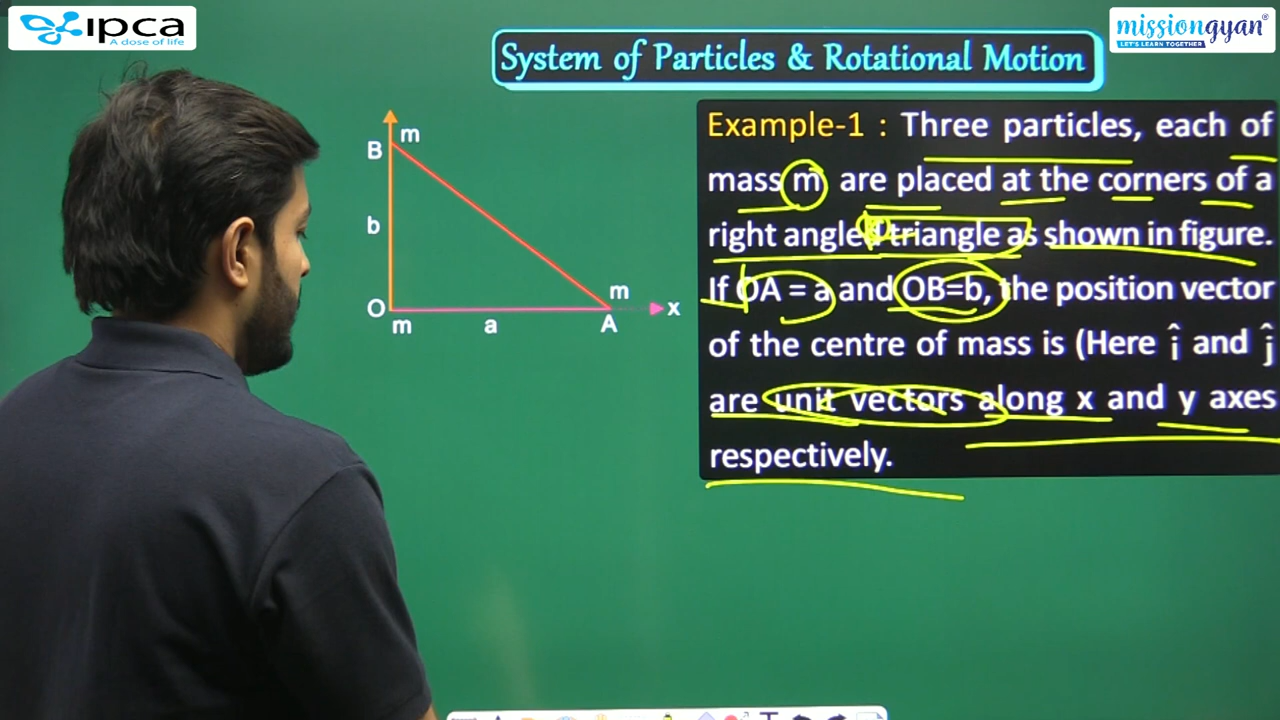 ipca
A dose of life
missiongyan®
LET'S LEARN TOGETHER
System of Particles & Rotational Motion
B m
b
O
m a A
m
x
Example-1 : Three particles, each of
mass m are placed at the corners of a
right angled triangle as shown in figure.
If OA = a and OB=b, the position vector
of the centre of mass is (Here î and ĵ
are unit vectors along x and y axes
respectively.